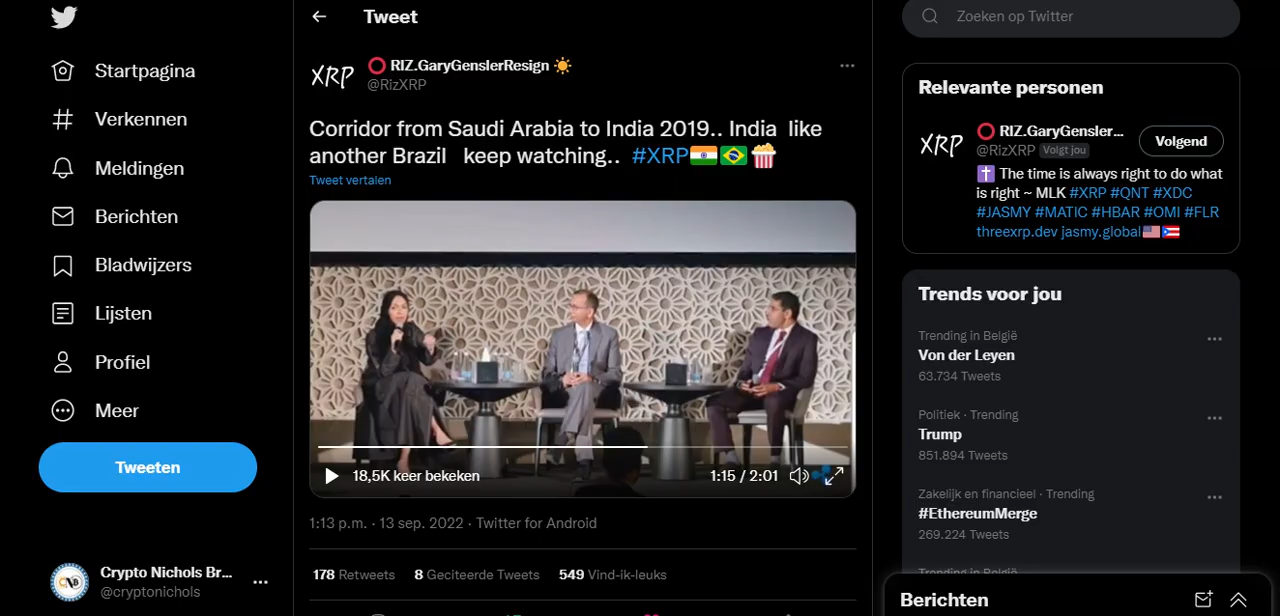 Startpagina
Verkennen
Meldingen
Berichten
Bladwijzers
Lijsten
Profiel
Meer
Tweeten
Crypto Nichols Br...
@cryptonichols
Tweet
XRP
RIZ.GaryGenslerResign
@RizXRP
Corridor from Saudi Arabia to India 2019.. India like
another Brazil keep watching.. #XRP
Tweet vertalen
18,5K keer bekeken
1:15 / 2:01
1:13 p.m. · 13 sep. 2022 · Twitter for Android
178 Retweets 8 Geciteerde Tweets 549 Vind-ik-leuks
Zoeken op Twitter
Relevante personen
XRP
RIZ.GaryGensler...
@RizXRP Volgt jou
Volgend
The time is always right to do what
is right ~ MLK #XRP #QNT #XDC
#JASMY #MATIC #HBAR #OMI #FLR
threexrp.dev jasmy.global
Trends voor jou
Trending in België
Von der Leyen
63.734 Tweets
Politiek · Trending
Trump
851.894 Tweets
Zakelijk en financieel · Trending
#EthereumMerge
269.224 Tweets
Trending in België
Berichten